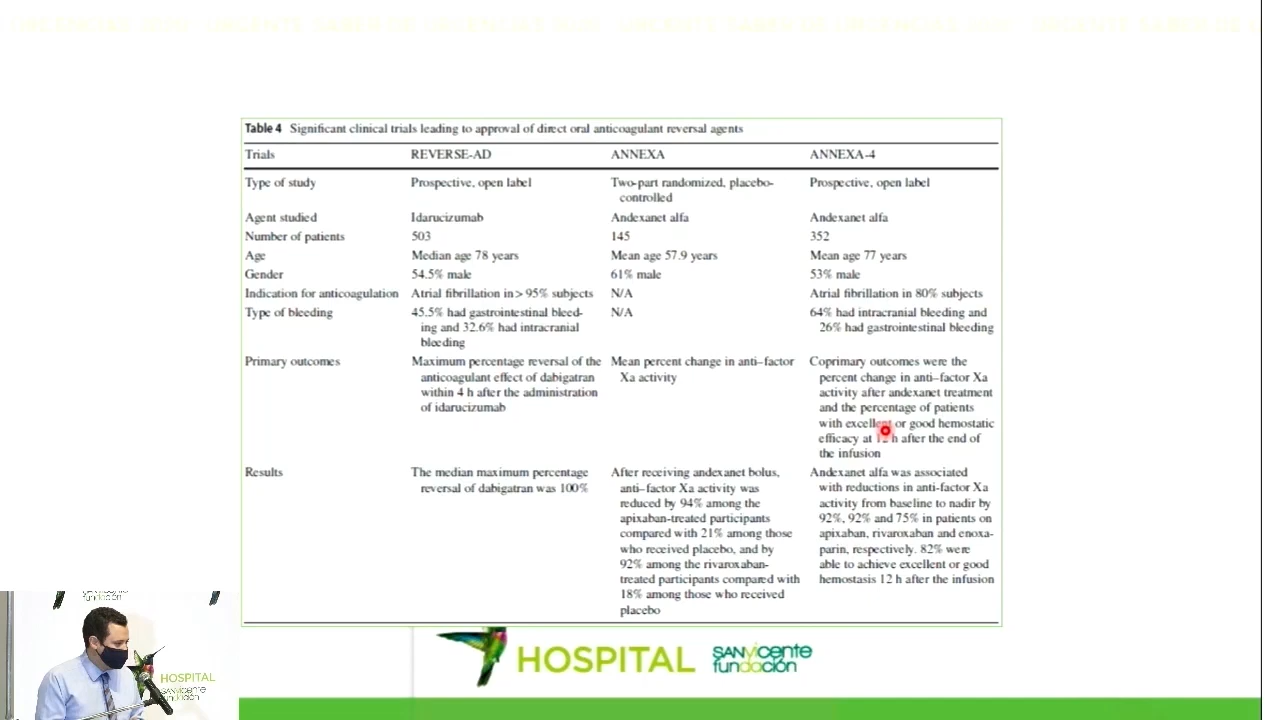 Table 4 Significant clinical trials leading to approval of direct oral anticoagulant reversal agents
Trials REVERSE-AD ANNEXA ANNEXA-4
Type of study Prospective, open label Two-part randomized, placebo- Prospective, open label
controlled
Agent studied Idarucizumab Andexanet alfa Andexanet alfa
Number of patients 503 145 352
Age Median age 78 years Mean age 57.9 years Mean age 77 years
Gender 54.5% male 61% male 53% male
Indication for anticoagulation Atrial fibrillation in > 95% subjects N/A Atrial fibrillation in 80% subjects
Type of bleeding 45.5% had gastrointestinal bleed- N/A 64% had intracranial bleeding and
ing and 32.6% had intracranial 26% had gastrointestinal bleeding
bleeding
Primary outcomes Maximum percentage reversal of the Mean percent change in anti–factor Coprimary outcomes were the
anticoagulant effect of dabigatran Xa activity percent change in anti–factor Xa
within 4 h after the administration activity after andexanet treatment
of idarucizumab and the percentage of patients
with excellent or good hemostatic
efficacy at 12 h after the end of
the infusion
Results The median maximum percentage After receiving andexanet bolus, Andexanet alfa was associated
reversal of dabigatran was 100% anti–factor Xa activity was with reductions in anti-factor Xa
reduced by 94% among the activity from baseline to nadir by
apixaban-treated participants 92%, 92% and 75% in patients on
compared with 21% among those apixaban, rivaroxaban and enoxa-
who received placebo, and by parin, respectively. 82% were
92% among the rivaroxaban- able to achieve excellent or good
treated participants compared with hemostasis 12 h after the infusion
18% among those who received
placebo
HOSPITAL SANVICENTE
fundación
fundación
HOSPITAL
SANVICENTE
fundación